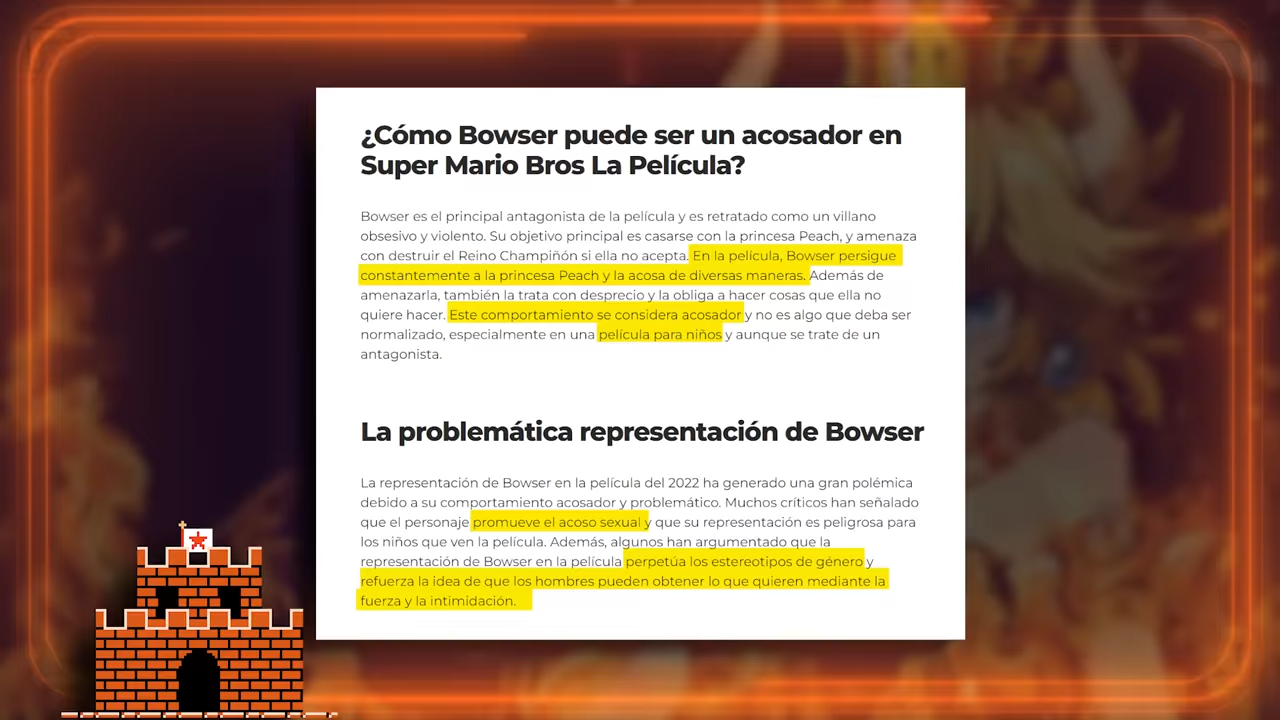 ¿Cómo Bowser puede ser un acosador en
Super Mario Bros La Película?
Bowser es el principal antagonista de la película y es retratado como un villano
obsesivo y violento. Su objetivo principal es casarse con la princesa Peach, y amenaza
con destruir el Reino Champiñón si ella no acepta. En la película, Bowser persigue
constantemente a la princesa Peach y la acosa de diversas maneras. Además de
amenazarla, también la trata con desprecio y la obliga a hacer cosas que ella no
quiere hacer. Este comportamiento se considera acosador y no es algo que deba ser
normalizado, especialmente en una película para niños y aunque se trate de un
antagonista.
La problemática representación de Bowser
La representación de Bowser en la película del 2022 ha generado una gran polémica
debido a su comportamiento acosador y problemático. Muchos críticos han señalado
que el personaje promueve el acoso sexual y que su representación es peligrosa para
los niños que ven la película. Además, algunos han argumentado que la
representación de Bowser en la película perpetúa los estereotipos de género y
refuerza la idea de que los hombres pueden obtener lo que quieren mediante la
fuerza y la intimidación.